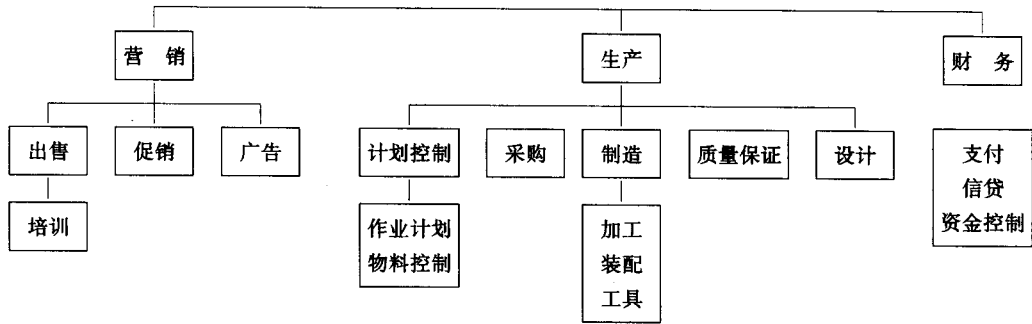 营 销
生产
财 务
出售
促销
广告
计划控制
采购
制造
质量保证
设计
支付
信贷
资金控制
培训
作业计划
物料控制
加工
装配
工具